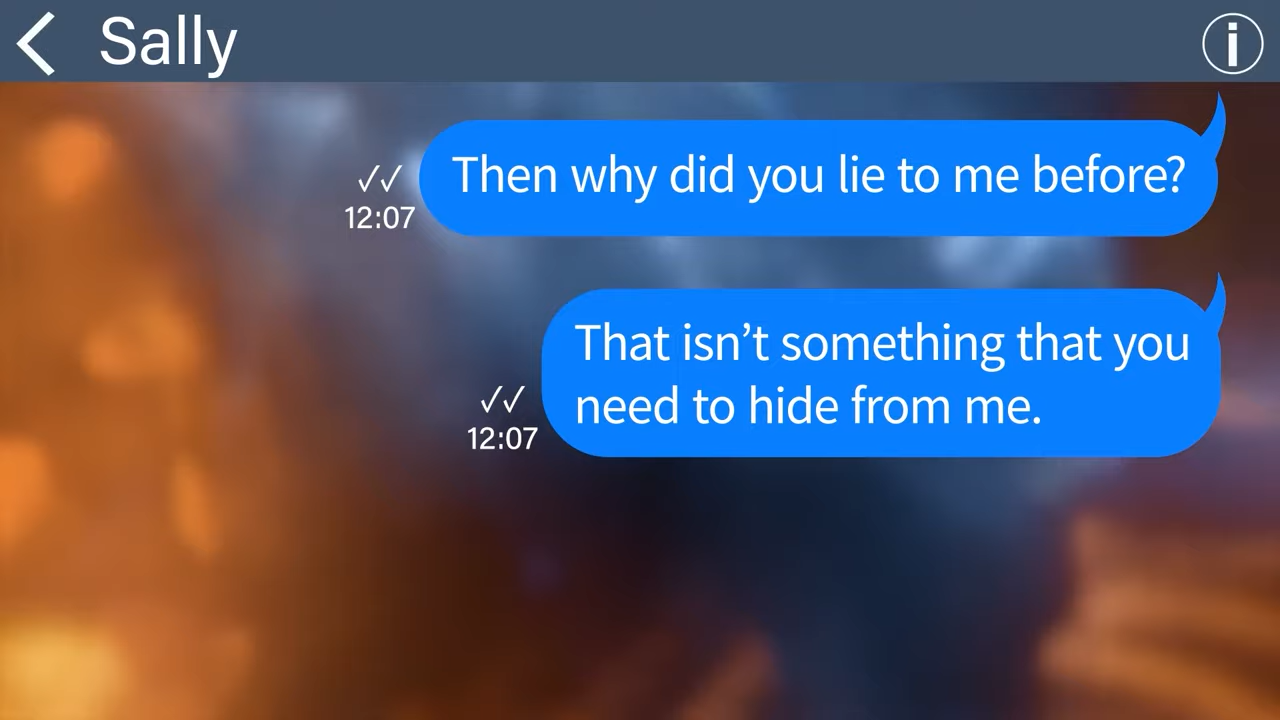 Sally
Then why did you lie to me before?
✓✓
12:07
That isn’t something that you
need to hide from me.
✓✓
12:07